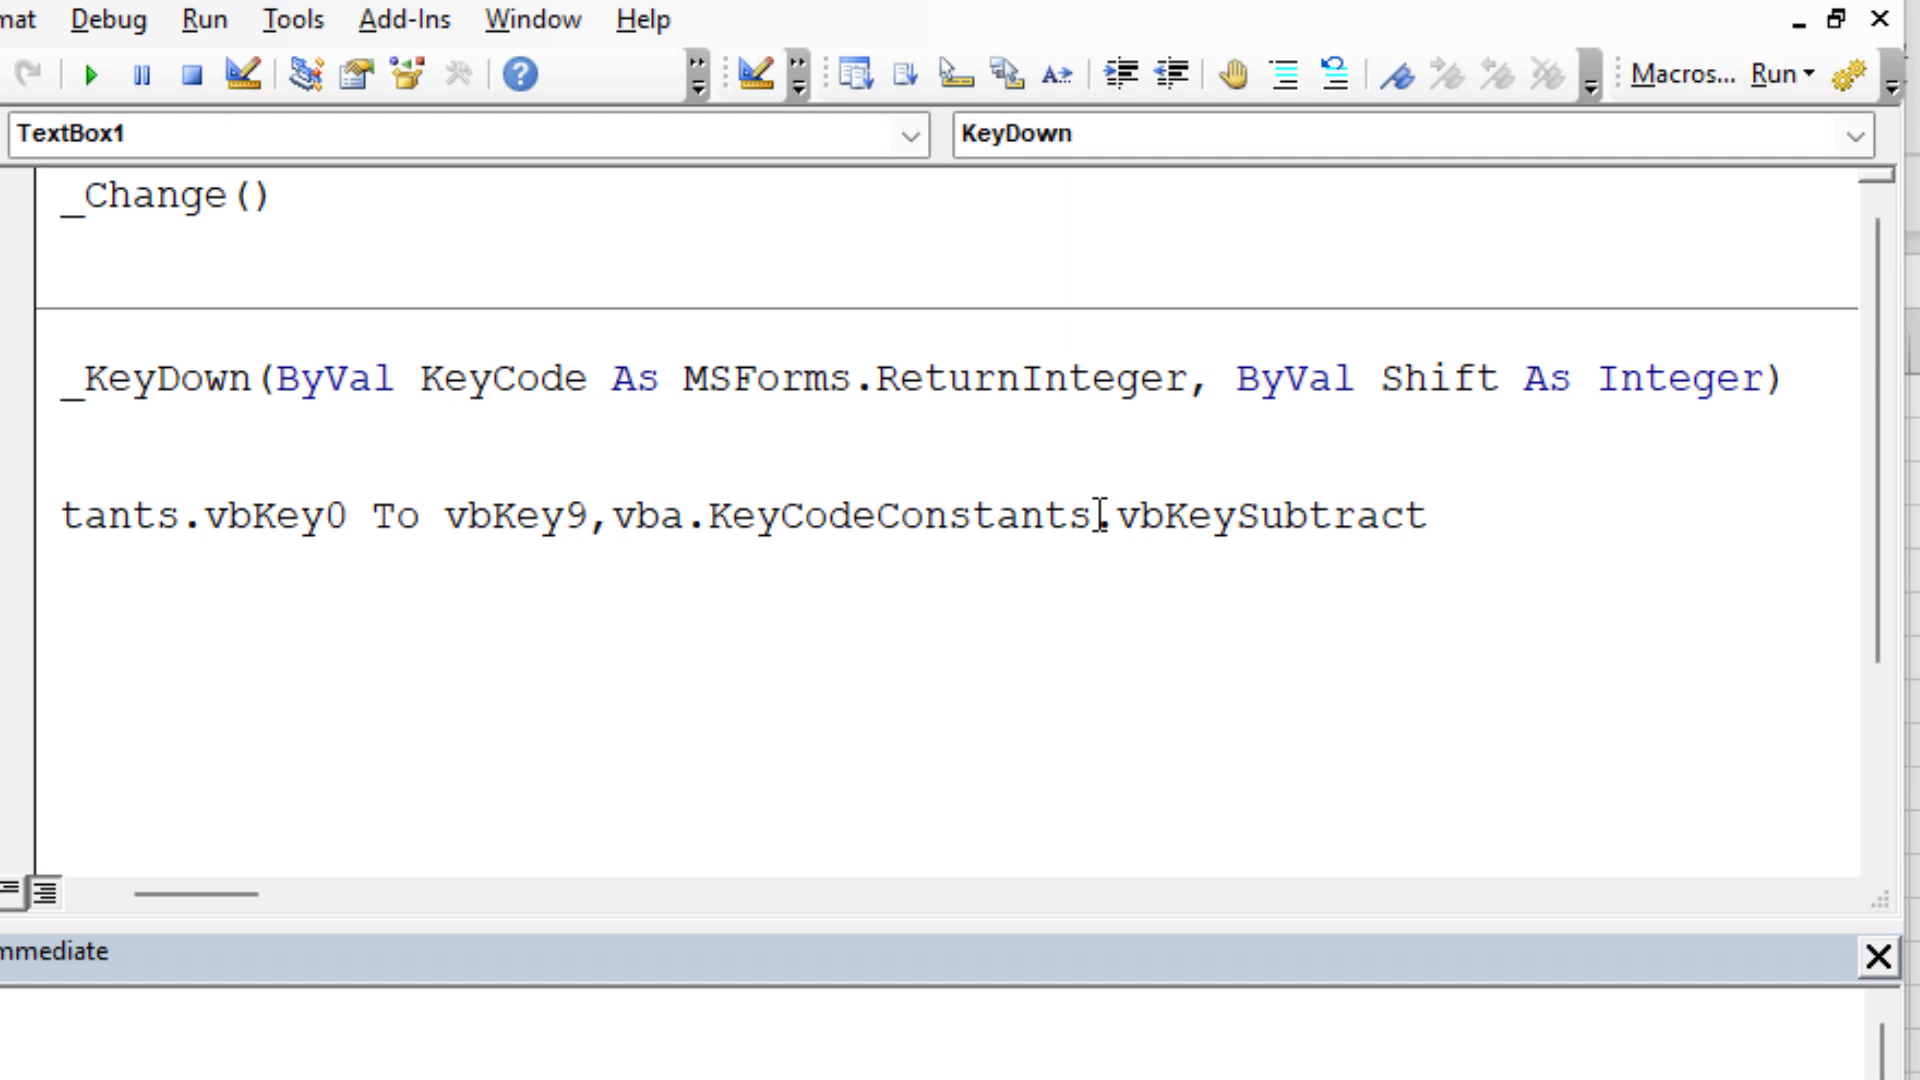 mat Debug Run Tools Add-Ins Window Help
Macros... Run
TextBox1 KeyDown
_Change()
_KeyDown(ByVal KeyCode As MSForms.ReturnInteger, ByVal Shift As Integer)
tants.vbKey0 To vbKey9,vba.KeyCodeConstants.vbKeySubtract
mmediate